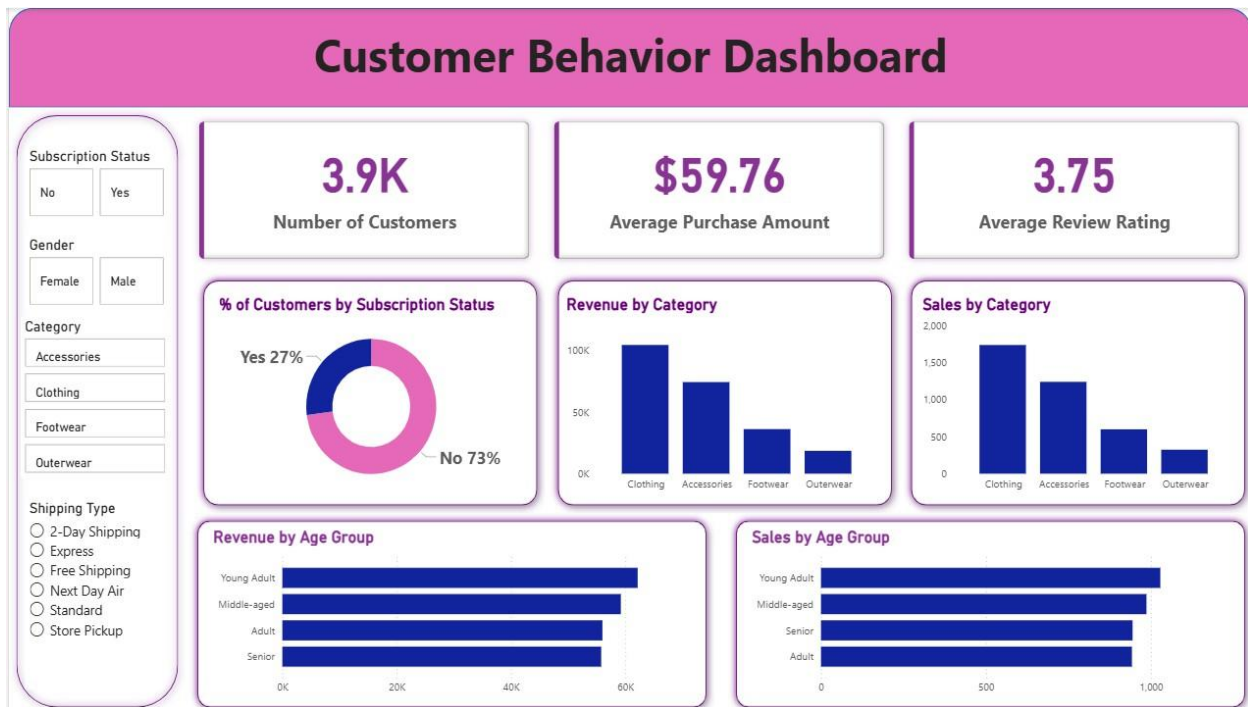 Customer Behavior Dashboard
Subscription Status
No
Yes
Gender
Female
Male
Category
Accessories
Clothing
Footwear
Outerwear
Shipping Type
2-Day Shipping
Express
Free Shipping
Next Day Air
Standard
Store Pickup
3.9K
Number of Customers
$59.76
Average Purchase Amount
3.75
Average Review Rating
% of Customers by Subscription Status
Yes 27%
No 73%
Revenue by Category
100K
50K
0K
Clothing Accessories Footwear Outerwear
Sales by Category
2,000
1,500
1,000
500
0
Clothing Accessories Footwear Outerwear
Revenue by Age Group
Young Adult
Middle-aged
Adult
Senior
0K 20K 40K 60K
Sales by Age Group
Young Adult
Middle-aged
Senior
Adult
0 500 1,000